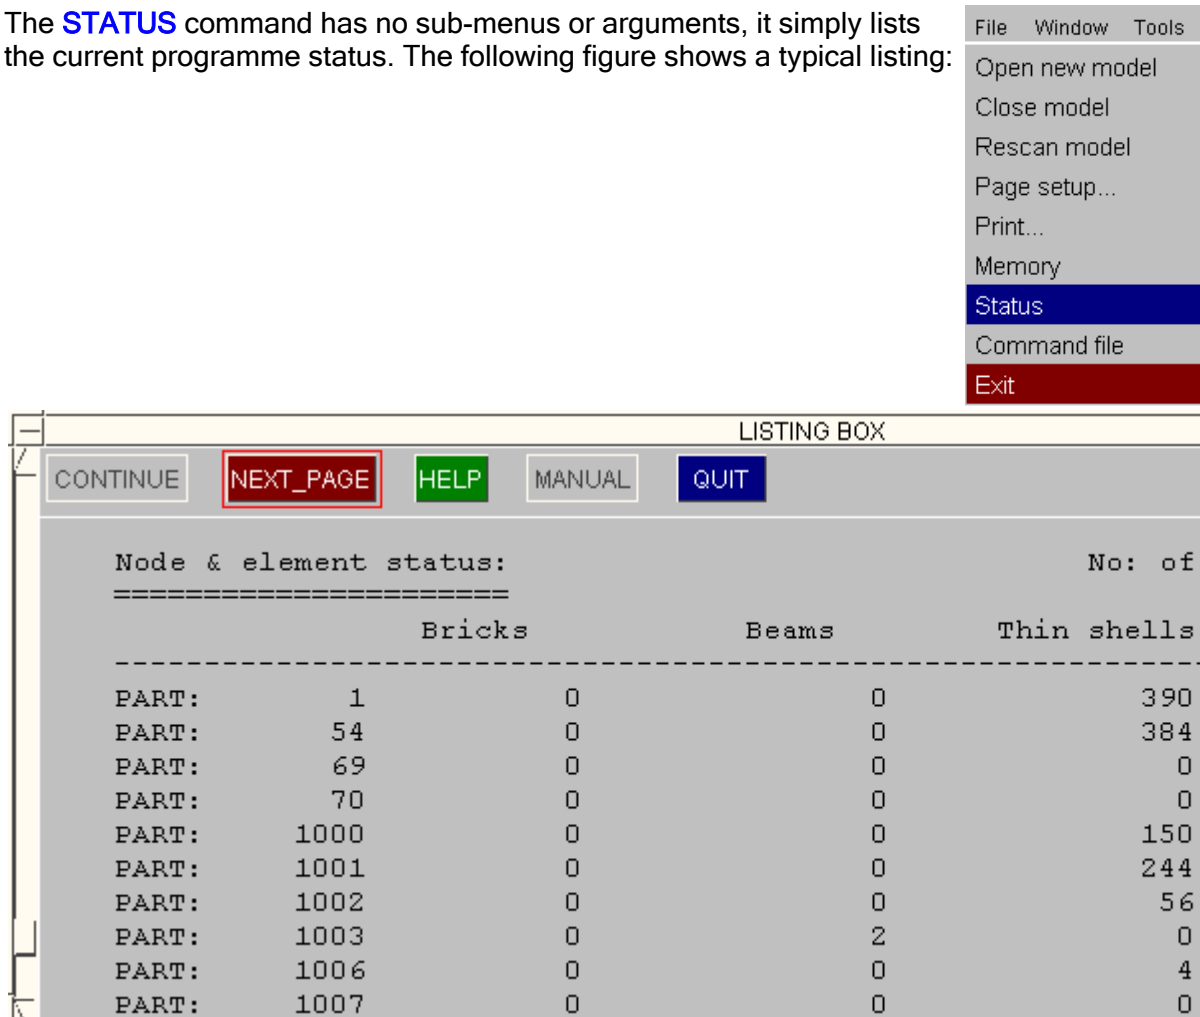 The STATUS command has no sub-menus or arguments, it simply lists
the current programme status. The following figure shows a typical listing:
File Window Tools
Open new model
Close model
Rescan model
Page setup...
Print...
Memory
Status
Command file
Exit
LISTING BOX
CONTINUE NEXT_PAGE HELP MANUAL QUIT
Node & element status: No: of
======================
Bricks Beams Thin shells
------------------------------------------------------------
PART: 1 0 0 390
PART: 54 0 0 384
PART: 69 0 0 0
PART: 70 0 0 0
PART: 1000 0 0 150
PART: 1001 0 0 244
PART: 1002 0 0 56
PART: 1003 0 2 0
PART: 1006 0 0 4
PART: 1007 0 0 0